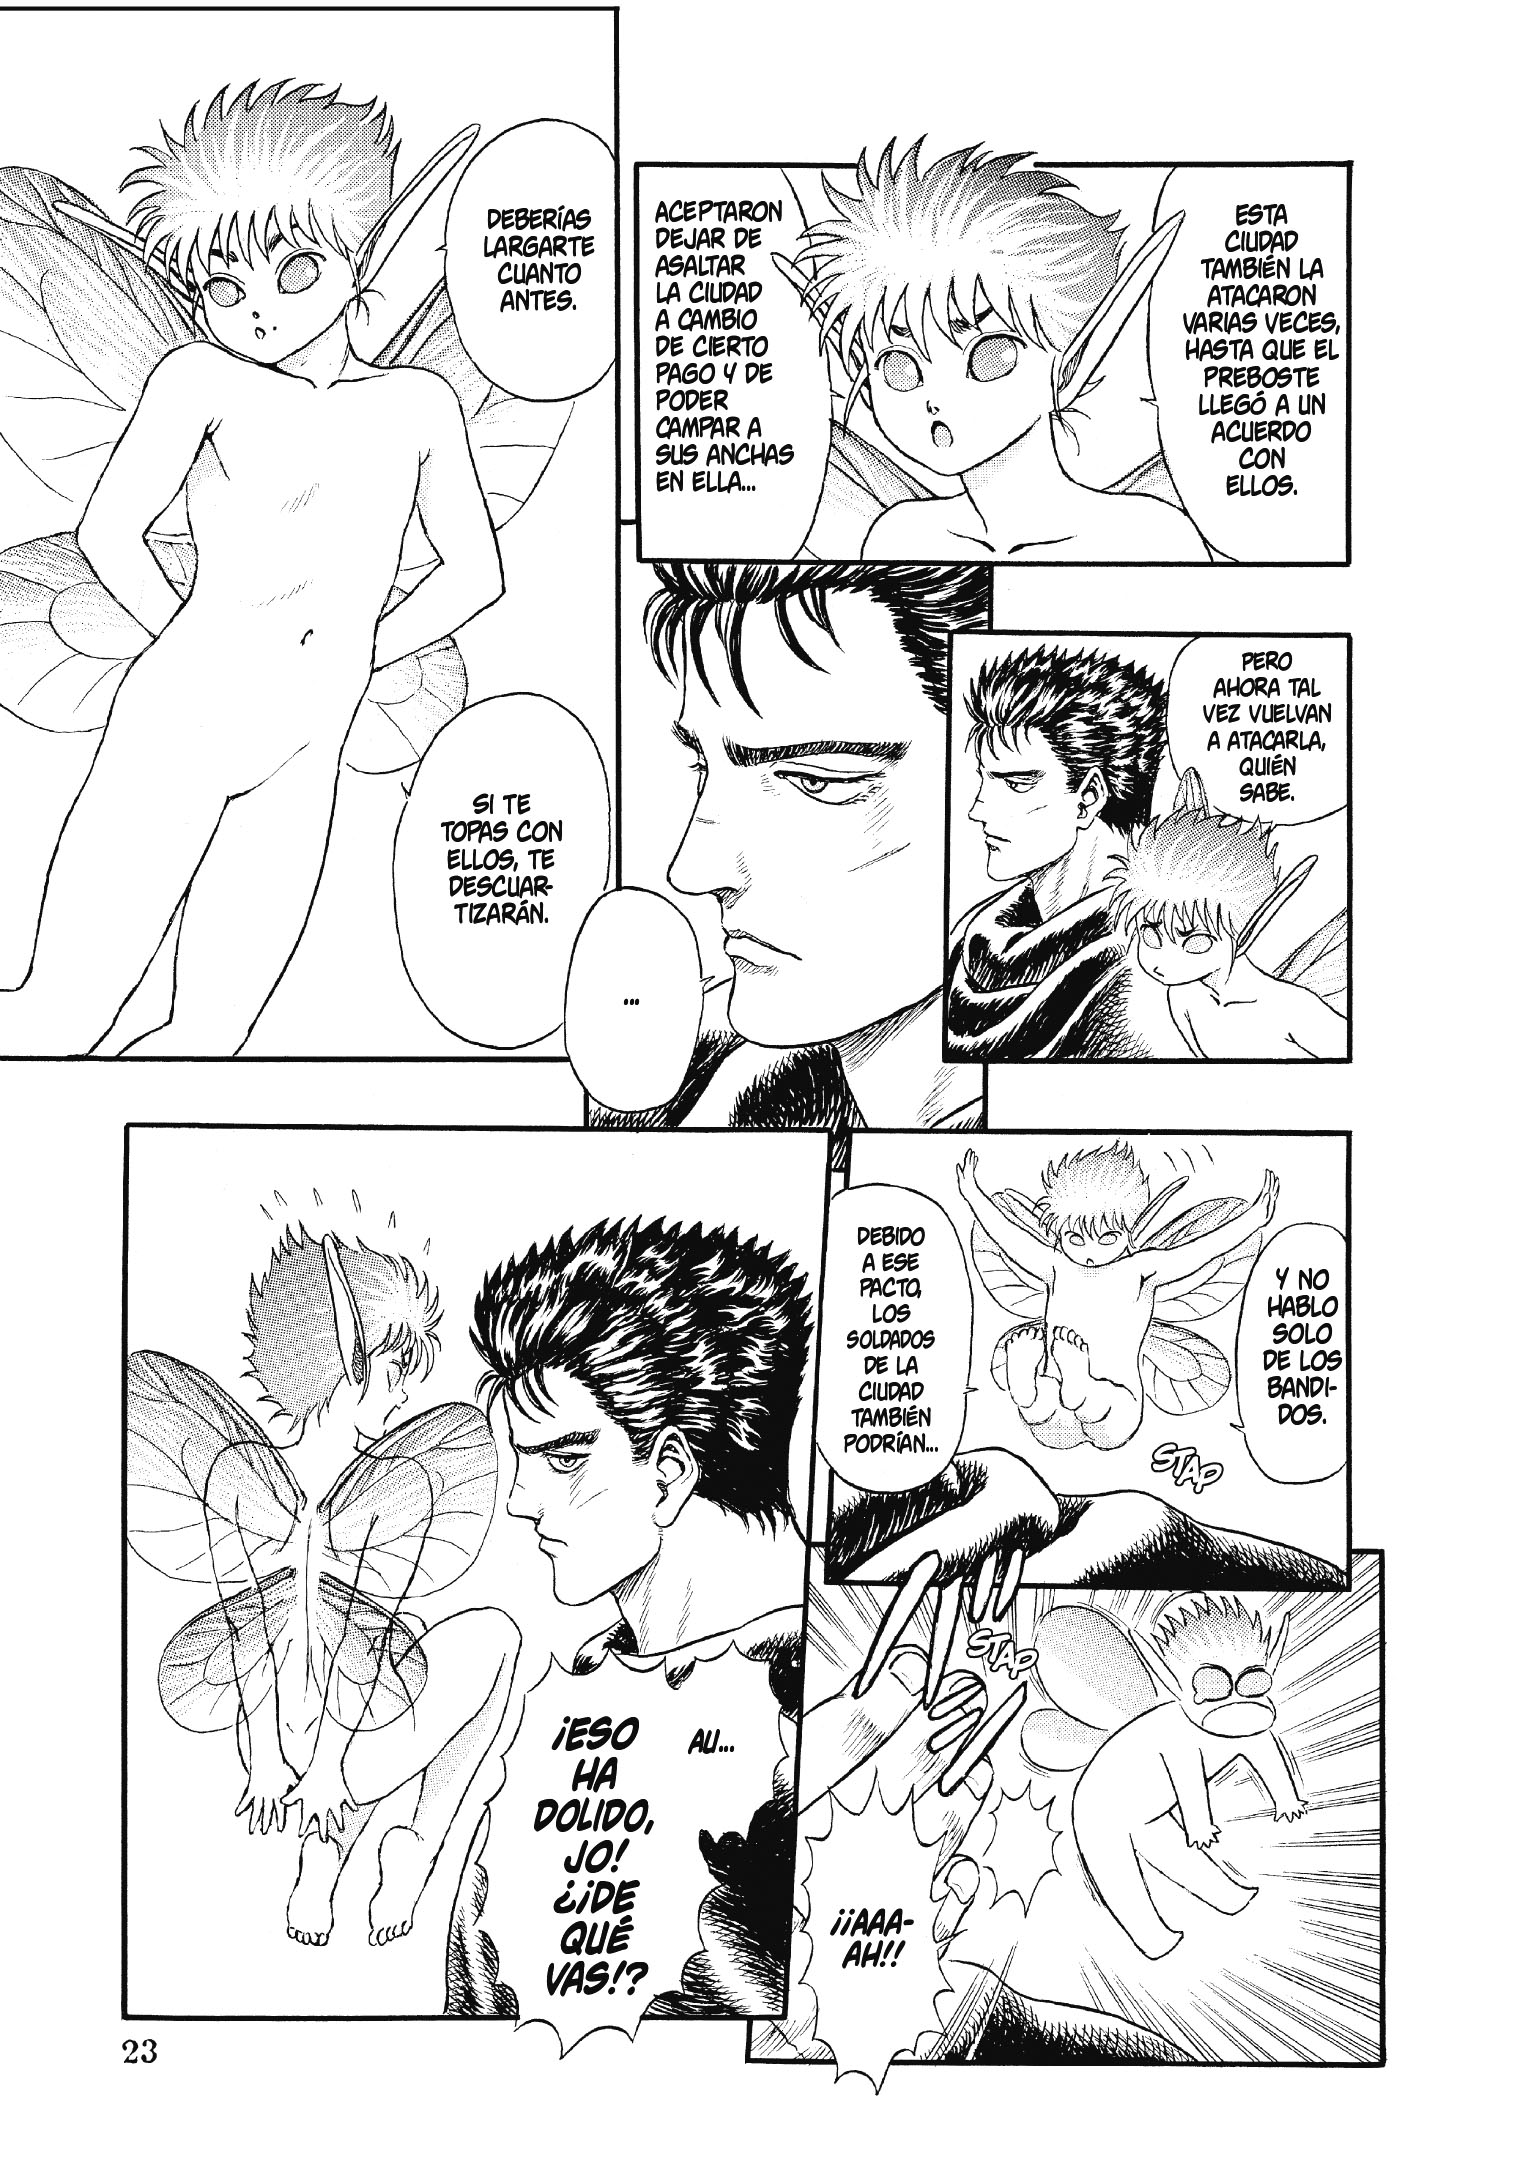 ESTA
CIUDAD
TAMBIÉN LA
ATACARON
VARIAS VECES,
HASTA QUE EL
PREBOSTE
LLEGÓ A UN
ACUERDO
CON
ELLOS.
ACEPTARON
DEJAR DE
ASALTAR
LA CIUDAD
A CAMBIO
DE CIERTO
PAGO Y DE
PODER
CAMPAR A
SUS ANCHAS
EN ELLA...
PERO
AHORA TAL
VEZ VUELVAN
A ATACARLA,
QUIÉN
SABE.
...
DEBERÍAS
LARGARTE
CUANTO
ANTES.
SI TE
TOPAS CON
ELLOS, TE
DESCUAR-
TIZARÁN.
Y NO
HABLO
SOLO
DE LOS
BANDI-
DOS.
DEBIDO
A ESE
PACTO,
LOS
SOLDADOS
DE LA
CIUDAD
TAMBIÉN
PODRÍAN...
STAP
STAP
¡¡AAA-
AH!!
AU...
¡ESO
HA
DOLIDO,
JO!
¿¡DE
QUÉ
VAS!?
23